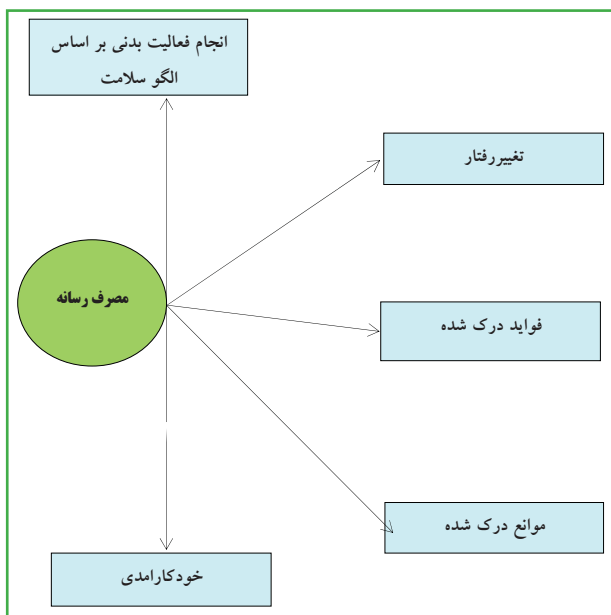 انجام فعالیت بدنی بر اساس
الگو سلامت
تغییررفتار
مصرف رسانه
فواید درک شده
موانع درک شده
خودکارامدی